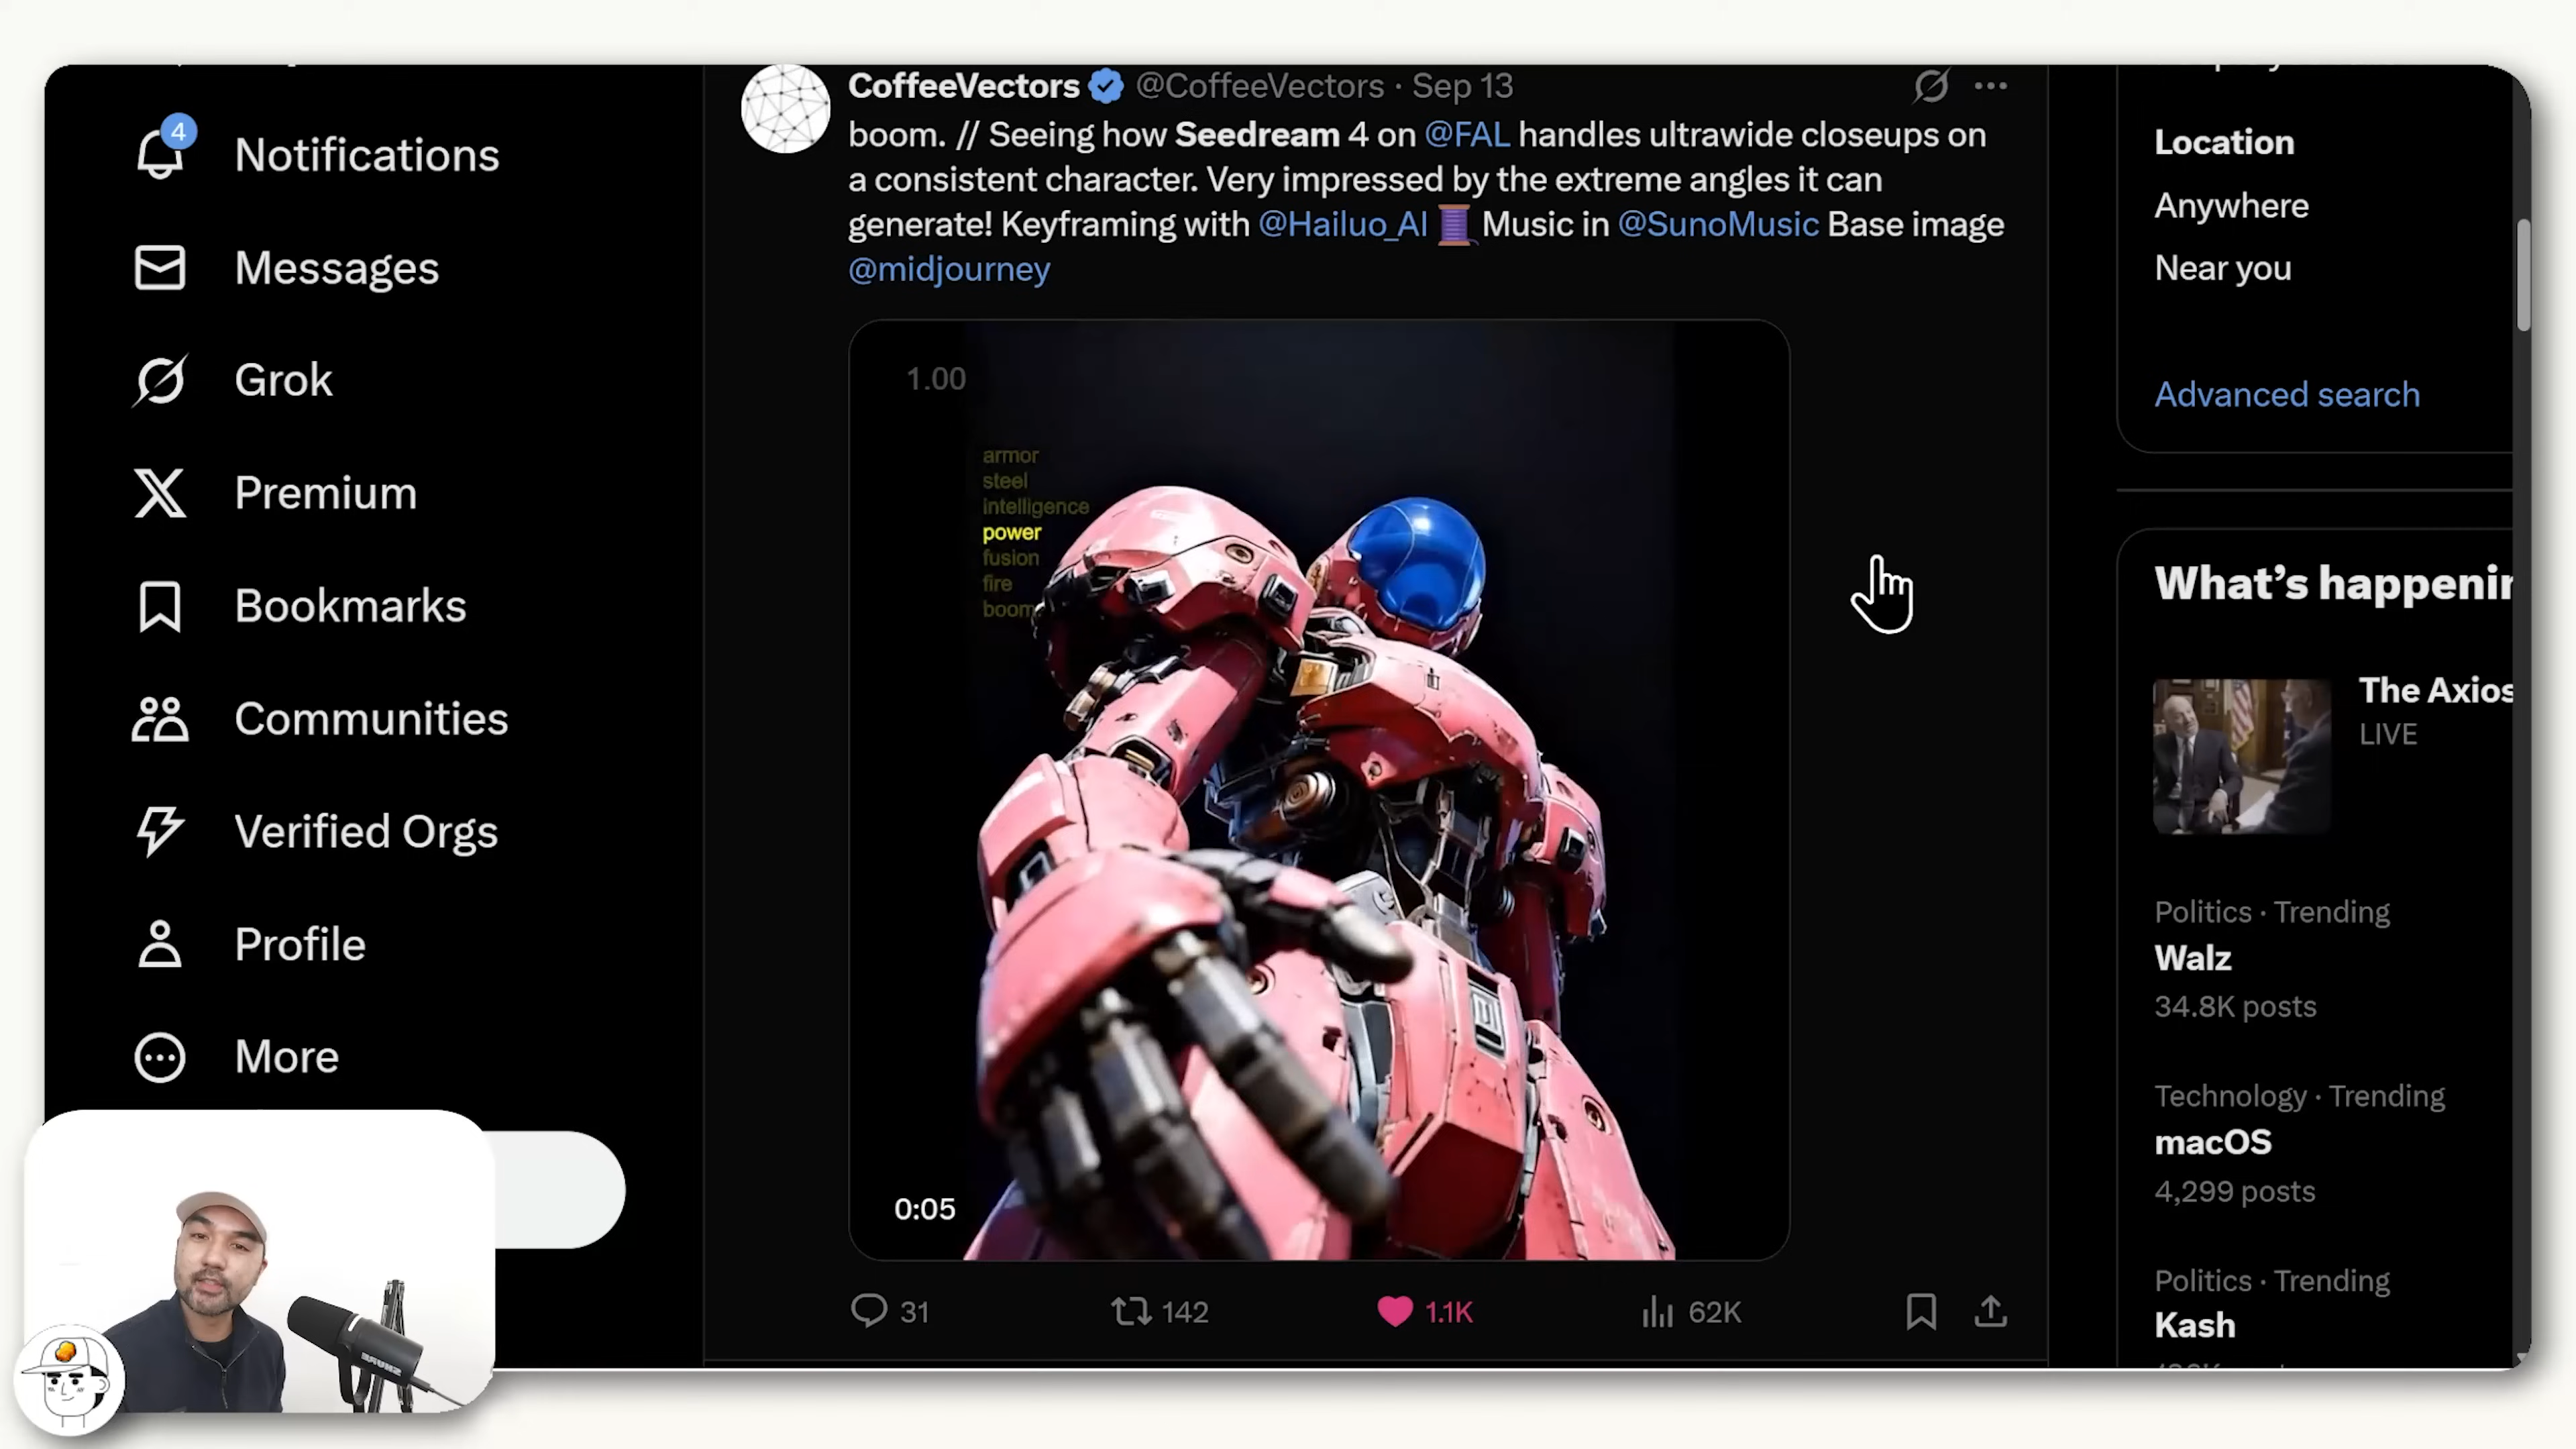 4
Notifications
Messages
Grok
Premium
Bookmarks
Communities
Verified Orgs
Profile
More
CoffeeVectors @CoffeeVectors · Sep 13
boom. // Seeing how Seedream 4 on @FAL handles ultrawide closeups on
a consistent character. Very impressed by the extreme angles it can
generate! Keyframing with @Hailuo_AI 🧵 Music in @SunoMusic Base image
@midjourney
1.00
armor
steel
intelligence
power
fusion
fire
boom
0:05
31
142
1.1K
62K
Location
Anywhere
Near you
Advanced search
What's happenin
The Axios
LIVE
Politics · Trending
Walz
34.8K posts
Technology · Trending
macOS
4,299 posts
Politics · Trending
Kash